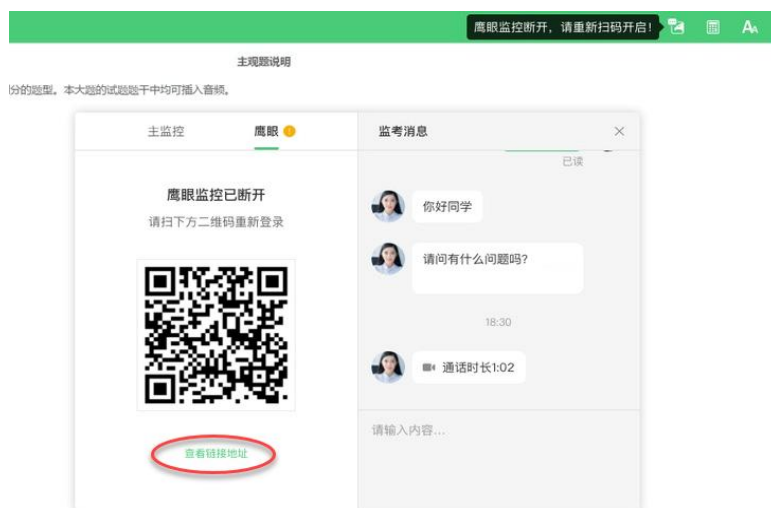 鹰眼监控断开，请重新扫码开启！
主观题说明
分的题型。本大题的试题题干中均可插入音频。
主监控
鹰眼
监考消息
已读
鹰眼监控已断开
请扫下方二维码重新登录
你好同学
请问有什么问题吗?
18:30
通话时长1:02
查看链接地址
请输入内容...